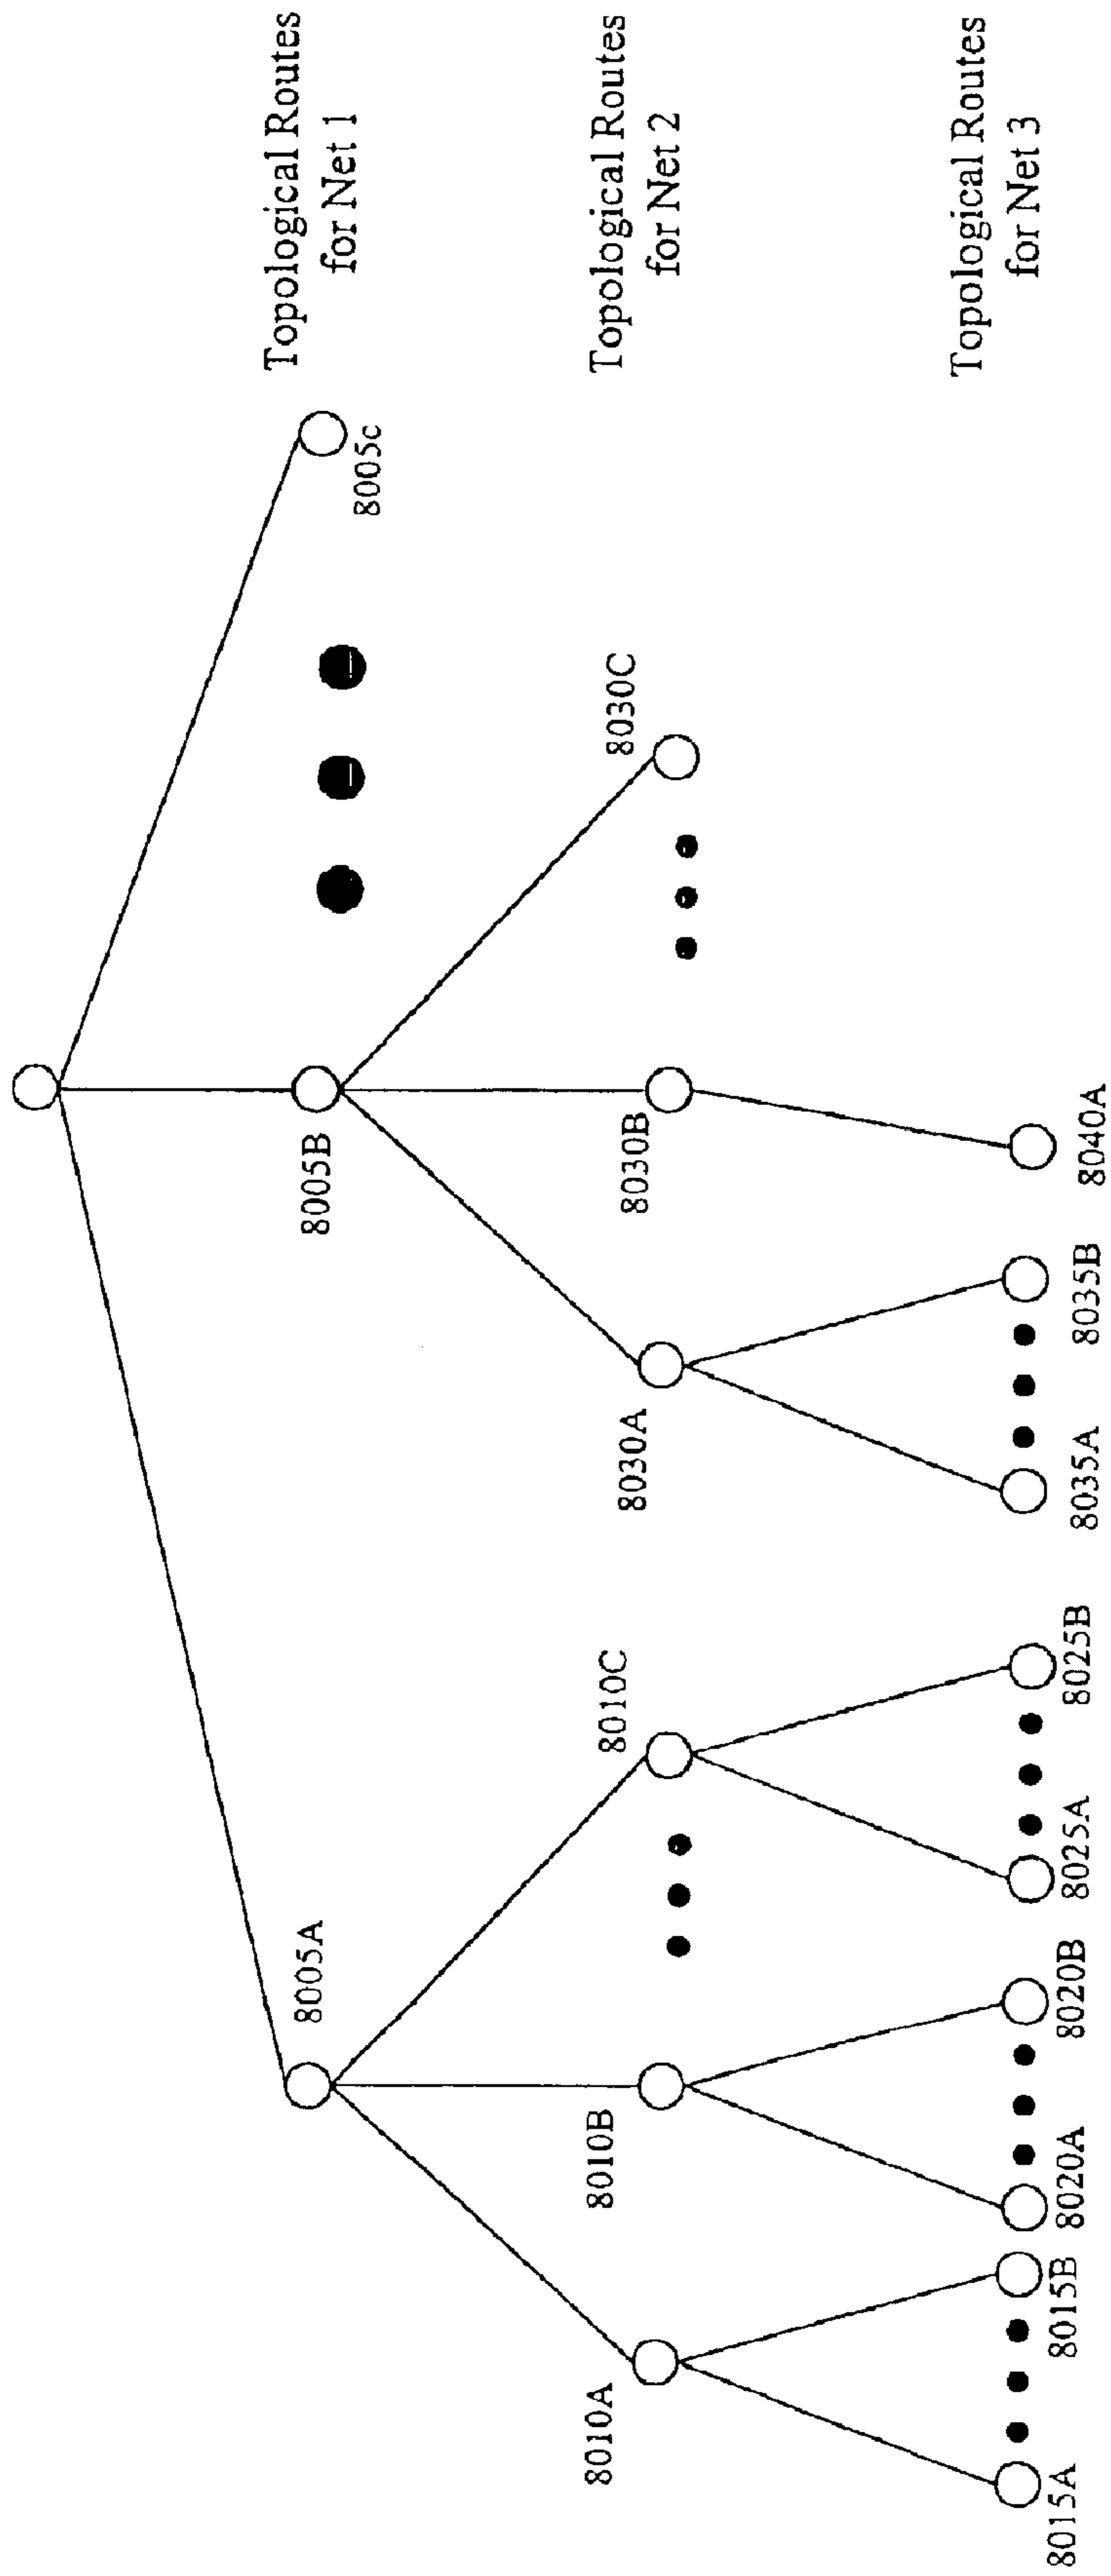 Topological Routes
for Net 1
8005A
8005B
8005c
Topological Routes
for Net 2
8010A
8010B
8010C
8030A
8030B
8030C
Topological Routes
for Net 3
8015A
8015B
8020A
8020B
8025A
8025B
8035A
8035B
8040A